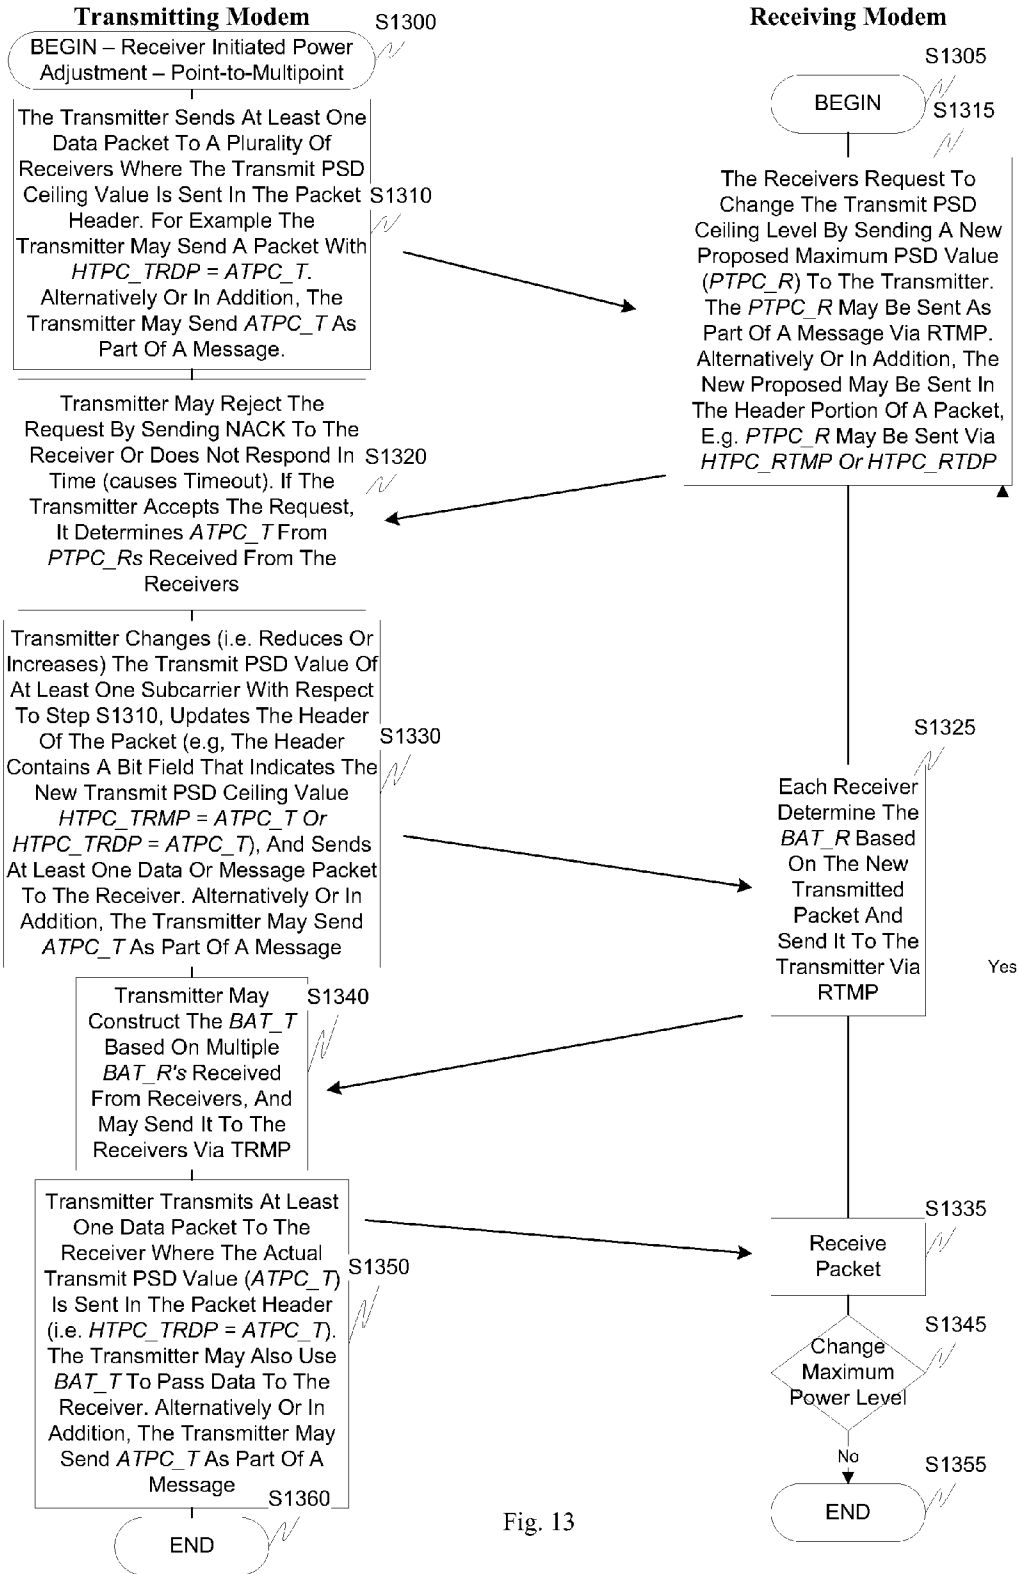 Transmitting Modem
S1300
BEGIN – Receiver Initiated Power
Adjustment – Point-to-Multipoint
The Transmitter Sends At Least One
Data Packet To A Plurality Of
Receivers Where The Transmit PSD
Ceiling Value Is Sent In The Packet
Header. For Example The
Transmitter May Send A Packet With
HTPC_TRDP = ATPC_T.
Alternatively Or In Addition, The
Transmitter May Send ATPC_T As
Part Of A Message.
S1310
Transmitter May Reject The
Request By Sending NACK To The
Receiver Or Does Not Respond In
Time (causes Timeout). If The
Transmitter Accepts The Request,
It Determines ATPC_T From
PTPC_Rs Received From The
Receivers
S1320
Transmitter Changes (i.e. Reduces Or
Increases) The Transmit PSD Value Of
At Least One Subcarrier With Respect
To Step S1310, Updates The Header
Of The Packet (e.g, The Header
Contains A Bit Field That Indicates The
New Transmit PSD Ceiling Value
HTPC_TRMP = ATPC_T Or
HTPC_TRDP = ATPC_T), And Sends
At Least One Data Or Message Packet
To The Receiver. Alternatively Or In
Addition, The Transmitter May Send
ATPC_T As Part Of A Message
S1330
Transmitter May
Construct The BAT_T
Based On Multiple
BAT_R's Received
From Receivers, And
May Send It To The
Receivers Via TRMP
S1340
Transmitter Transmits At Least
One Data Packet To The
Receiver Where The Actual
Transmit PSD Value (ATPC_T)
Is Sent In The Packet Header
(i.e. HTPC_TRDP = ATPC_T).
The Transmitter May Also Use
BAT_T To Pass Data To The
Receiver. Alternatively Or In
Addition, The Transmitter May
Send ATPC_T As Part Of A
Message
S1350
S1360
END
Receiving Modem
S1305
BEGIN
S1315
The Receivers Request To
Change The Transmit PSD
Ceiling Level By Sending A New
Proposed Maximum PSD Value
(PTPC_R) To The Transmitter.
The PTPC_R May Be Sent As
Part Of A Message Via RTMP.
Alternatively Or In Addition, The
New Proposed May Be Sent In
The Header Portion Of A Packet,
E.g. PTPC_R May Be Sent Via
HTPC_RTMP Or HTPC_RTDP
S1325
Each Receiver
Determine The
BAT_R Based
On The New
Transmitted
Packet And
Send It To The
Transmitter Via
RTMP
Yes
S1335
Receive
Packet
S1345
Change
Maximum
Power Level
No
S1355
END
Fig. 13